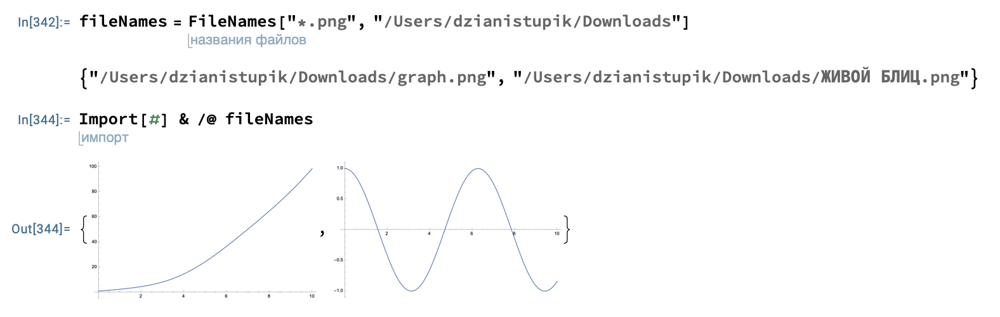 In[342]:= fileNames = FileNames["*.png", "/Users/dzianistupik/Downloads"]
названия файлов
{"/Users/dzianistupik/Downloads/graph.png", "/Users/dzianistupik/Downloads/ЖИВОЙ БЛИЦ.png"}
In[344]:= Import[#] & /@ fileNames
импорт
Out[344]= { , }
100
80
60
40
20
2 4 6 8 10
1.0
0.5
2 4 6 8 10
-0.5
-1.0